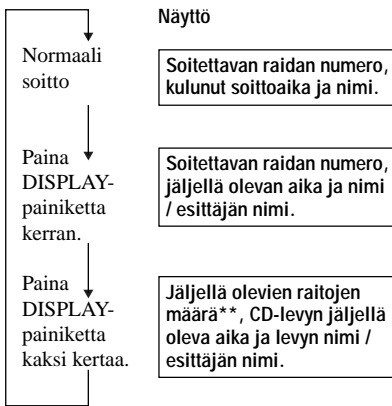 Näyttö
Normaali
soitto
Soitettavan raidan numero,
kulunut soittoaika ja nimi.
Paina
DISPLAY-
painiketta
kerran.
Soitettavan raidan numero,
jäljellä olevan aika ja nimi
/ esittäjän nimi.
Paina
DISPLAY-
painiketta
kaksi kertaa.
Jäljellä olevien raitojen
määrä**, CD-levyn jäljellä
oleva aika ja levyn nimi /
esittäjän nimi.